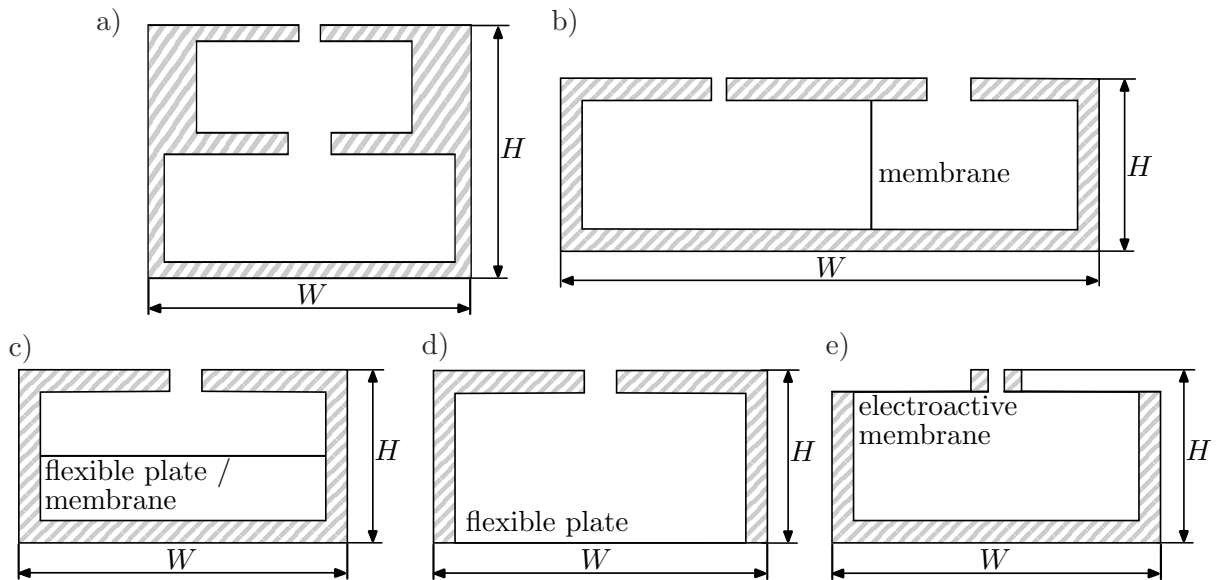 a)
H
W
b)
membrane
H
W
c)
flexible plate /
membrane
H
W
d)
flexible plate
H
W
e)
electroactive
membrane
H
W